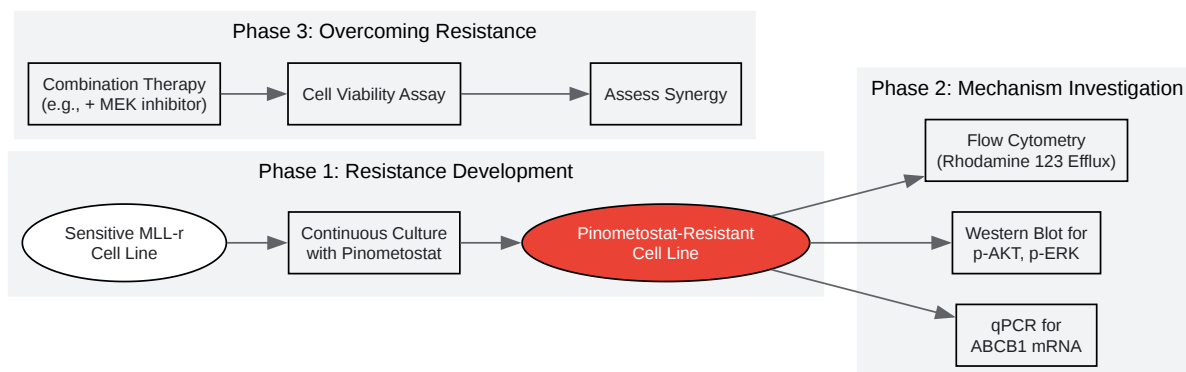 Phase 3: Overcoming Resistance
Combination Therapy
(e.g., + MEK inhibitor)
Cell Viability Assay
Assess Synergy
Phase 2: Mechanism Investigation
Flow Cytometry
(Rhodamine 123 Efflux)
Western Blot for
p-AKT, p-ERK
qPCR for
ABCB1 mRNA
Phase 1: Resistance Development
Sensitive MLL-r
Cell Line
Continuous Culture
with Pinometostat
Pinometostat-Resistant
Cell Line